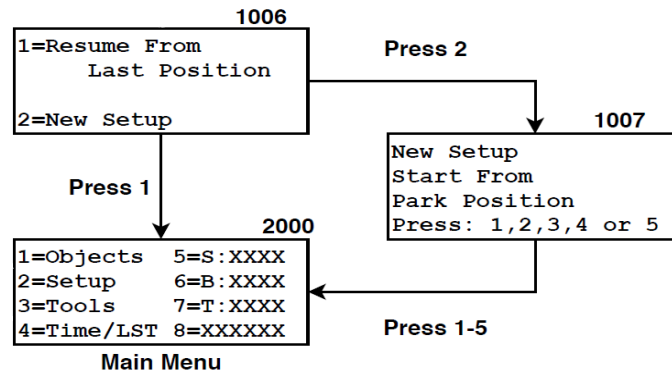 1006
1=Resume From
Last Position
2=New Setup
Press 2
1007
New Setup
Start From
Park Position
Press: 1,2,3,4 or 5
Press 1
2000
1=Objects 5=S:XXXX
2=Setup 6=B:XXXX
3=Tools 7=T:XXXX
4=Time/LST 8=XXXXXX
Press 1-5
Main Menu